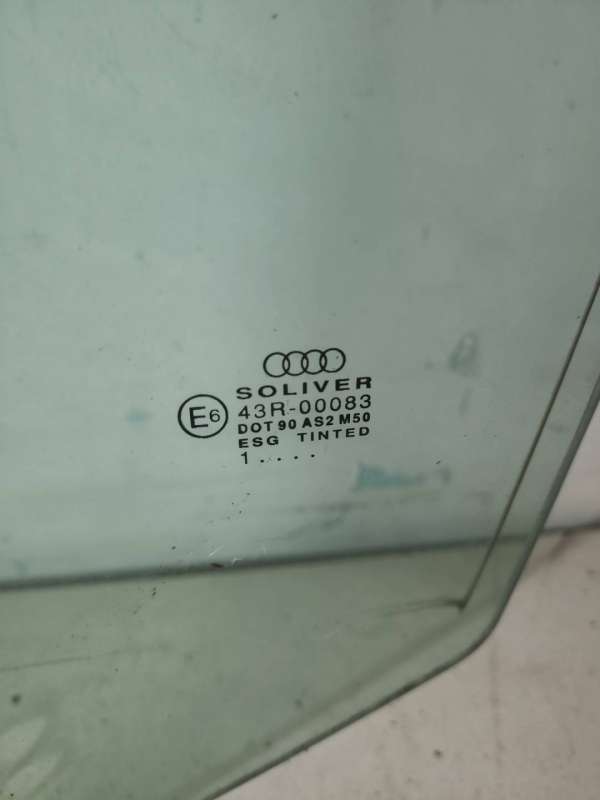 SOLIVER
E6 43R-00083
DOT 90 AS2 M50
ESG TINTED
1 . . . .